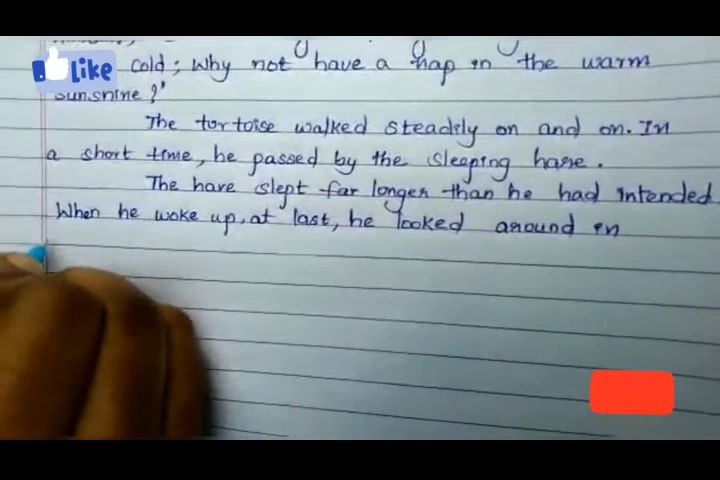 Like
cold; Why not have a nap in the warm
sunshine?'
The tortoise walked steadily on and on. In
a short time, he passed by the sleeping hare.
The hare slept far longer than he had intended
When he woke up, at last, he looked around in